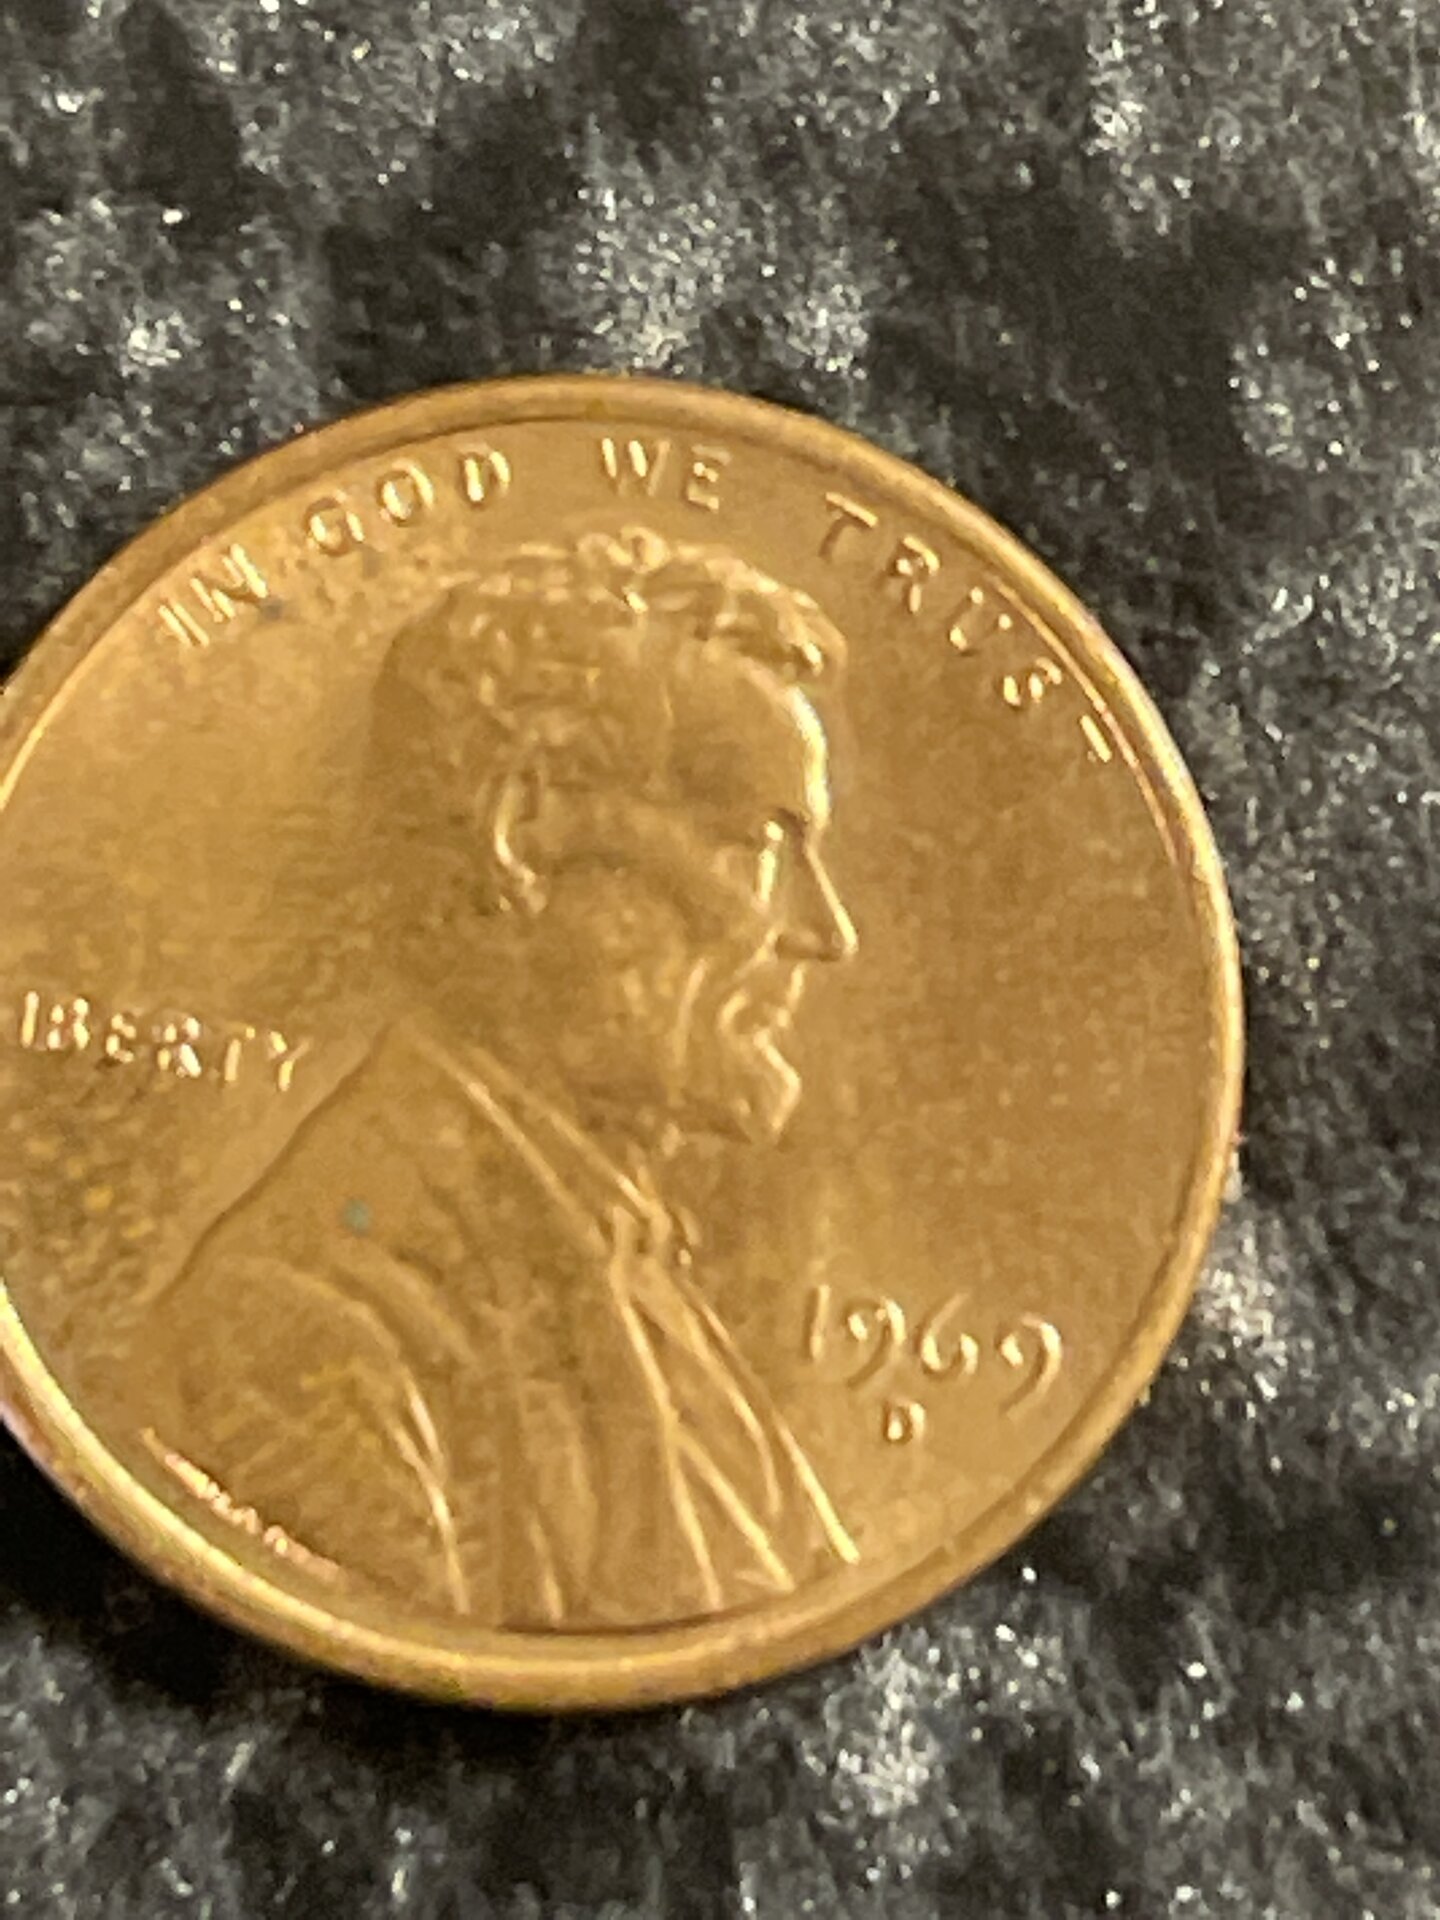 IN GOD WE TRUST
LIBERTY
1969
D